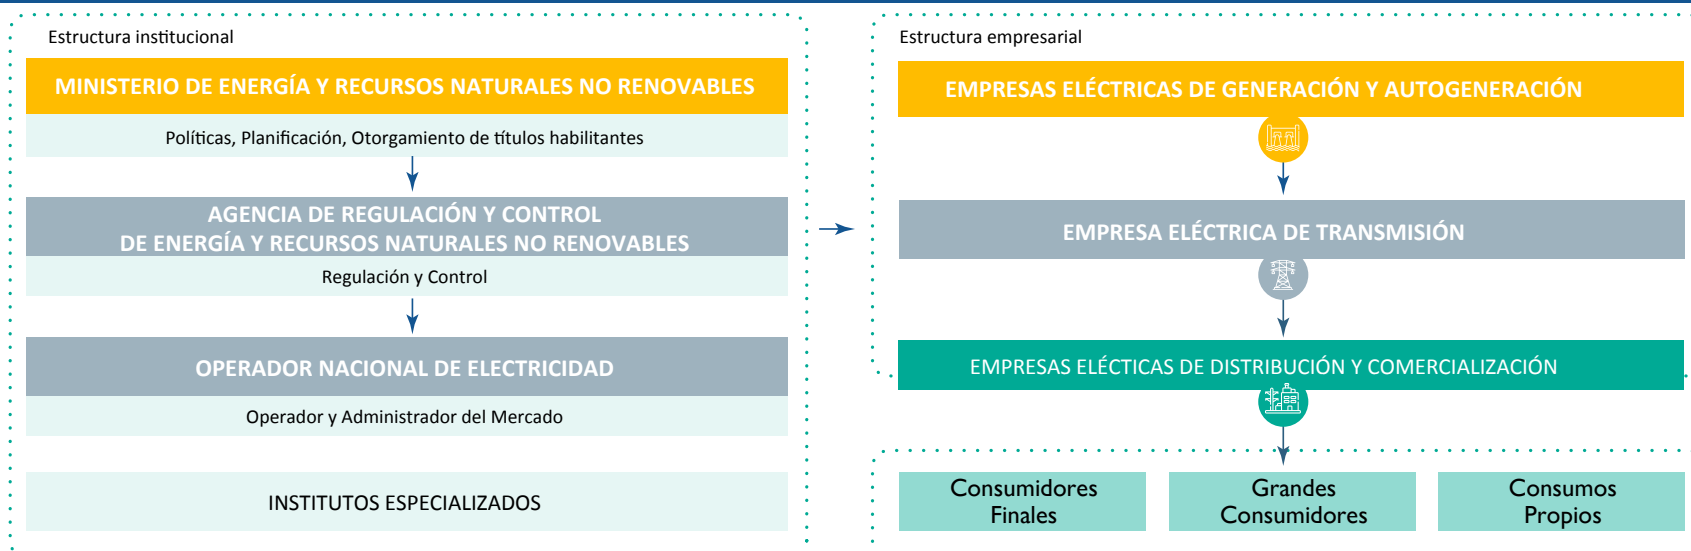 Estructura institucional
MINISTERIO DE ENERGÍA Y RECURSOS NATURALES NO RENOVABLES
Políticas, Planificación, Otorgamiento de títulos habilitantes
AGENCIA DE REGULACIÓN Y CONTROL
DE ENERGÍA Y RECURSOS NATURALES NO RENOVABLES
Regulación y Control
OPERADOR NACIONAL DE ELECTRICIDAD
Operador y Administrador del Mercado
INSTITUTOS ESPECIALIZADOS
Estructura empresarial
EMPRESAS ELÉCTRICAS DE GENERACIÓN Y AUTOGENERACIÓN
EMPRESA ELÉCTRICA DE TRANSMISIÓN
EMPRESAS ELÉCTICAS DE DISTRIBUCIÓN Y COMERCIALIZACIÓN
Consumidores
Finales
Grandes
Consumidores
Consumos
Propios